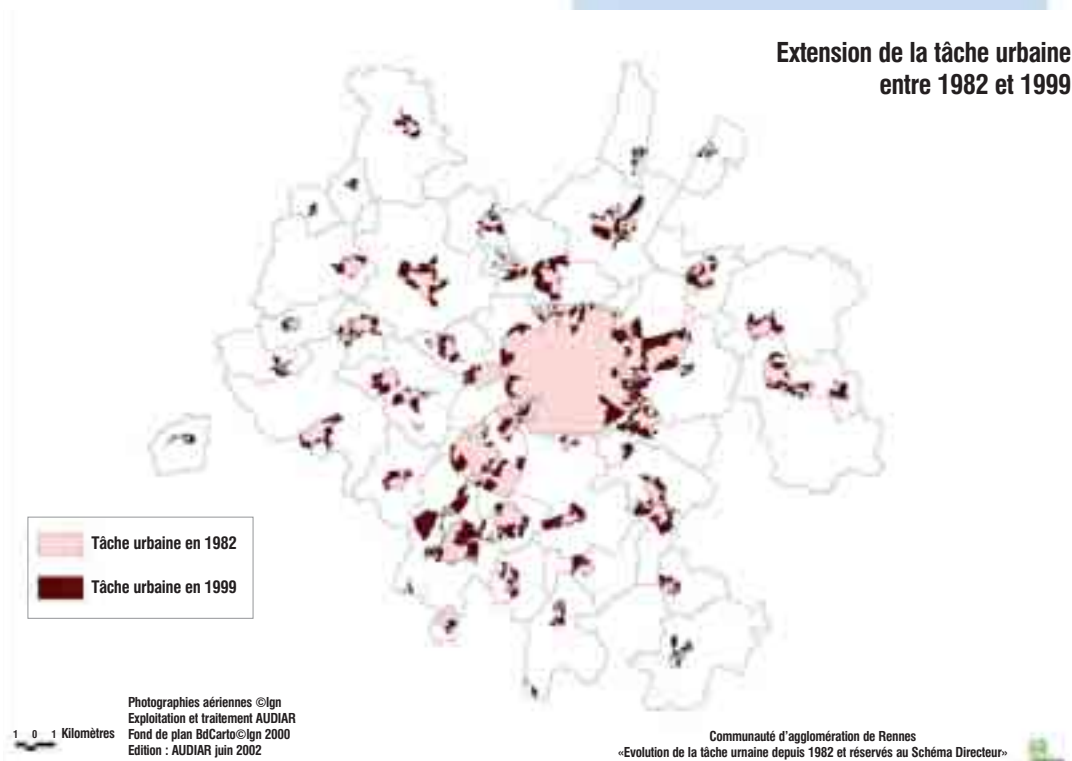 Extension de la tâche urbaine
entre 1982 et 1999
Tâche urbaine en 1982
Tâche urbaine en 1999
1 0 1 Kilomètres
Photographies aériennes ©Ign
Exploitation et traitement AUDIAR
Fond de plan BdCarto©Ign 2000
Edition : AUDIAR juin 2002
Communauté d’agglomération de Rennes
«Evolution de la tâche urnaine depuis 1982 et réservés au Schéma Directeur»